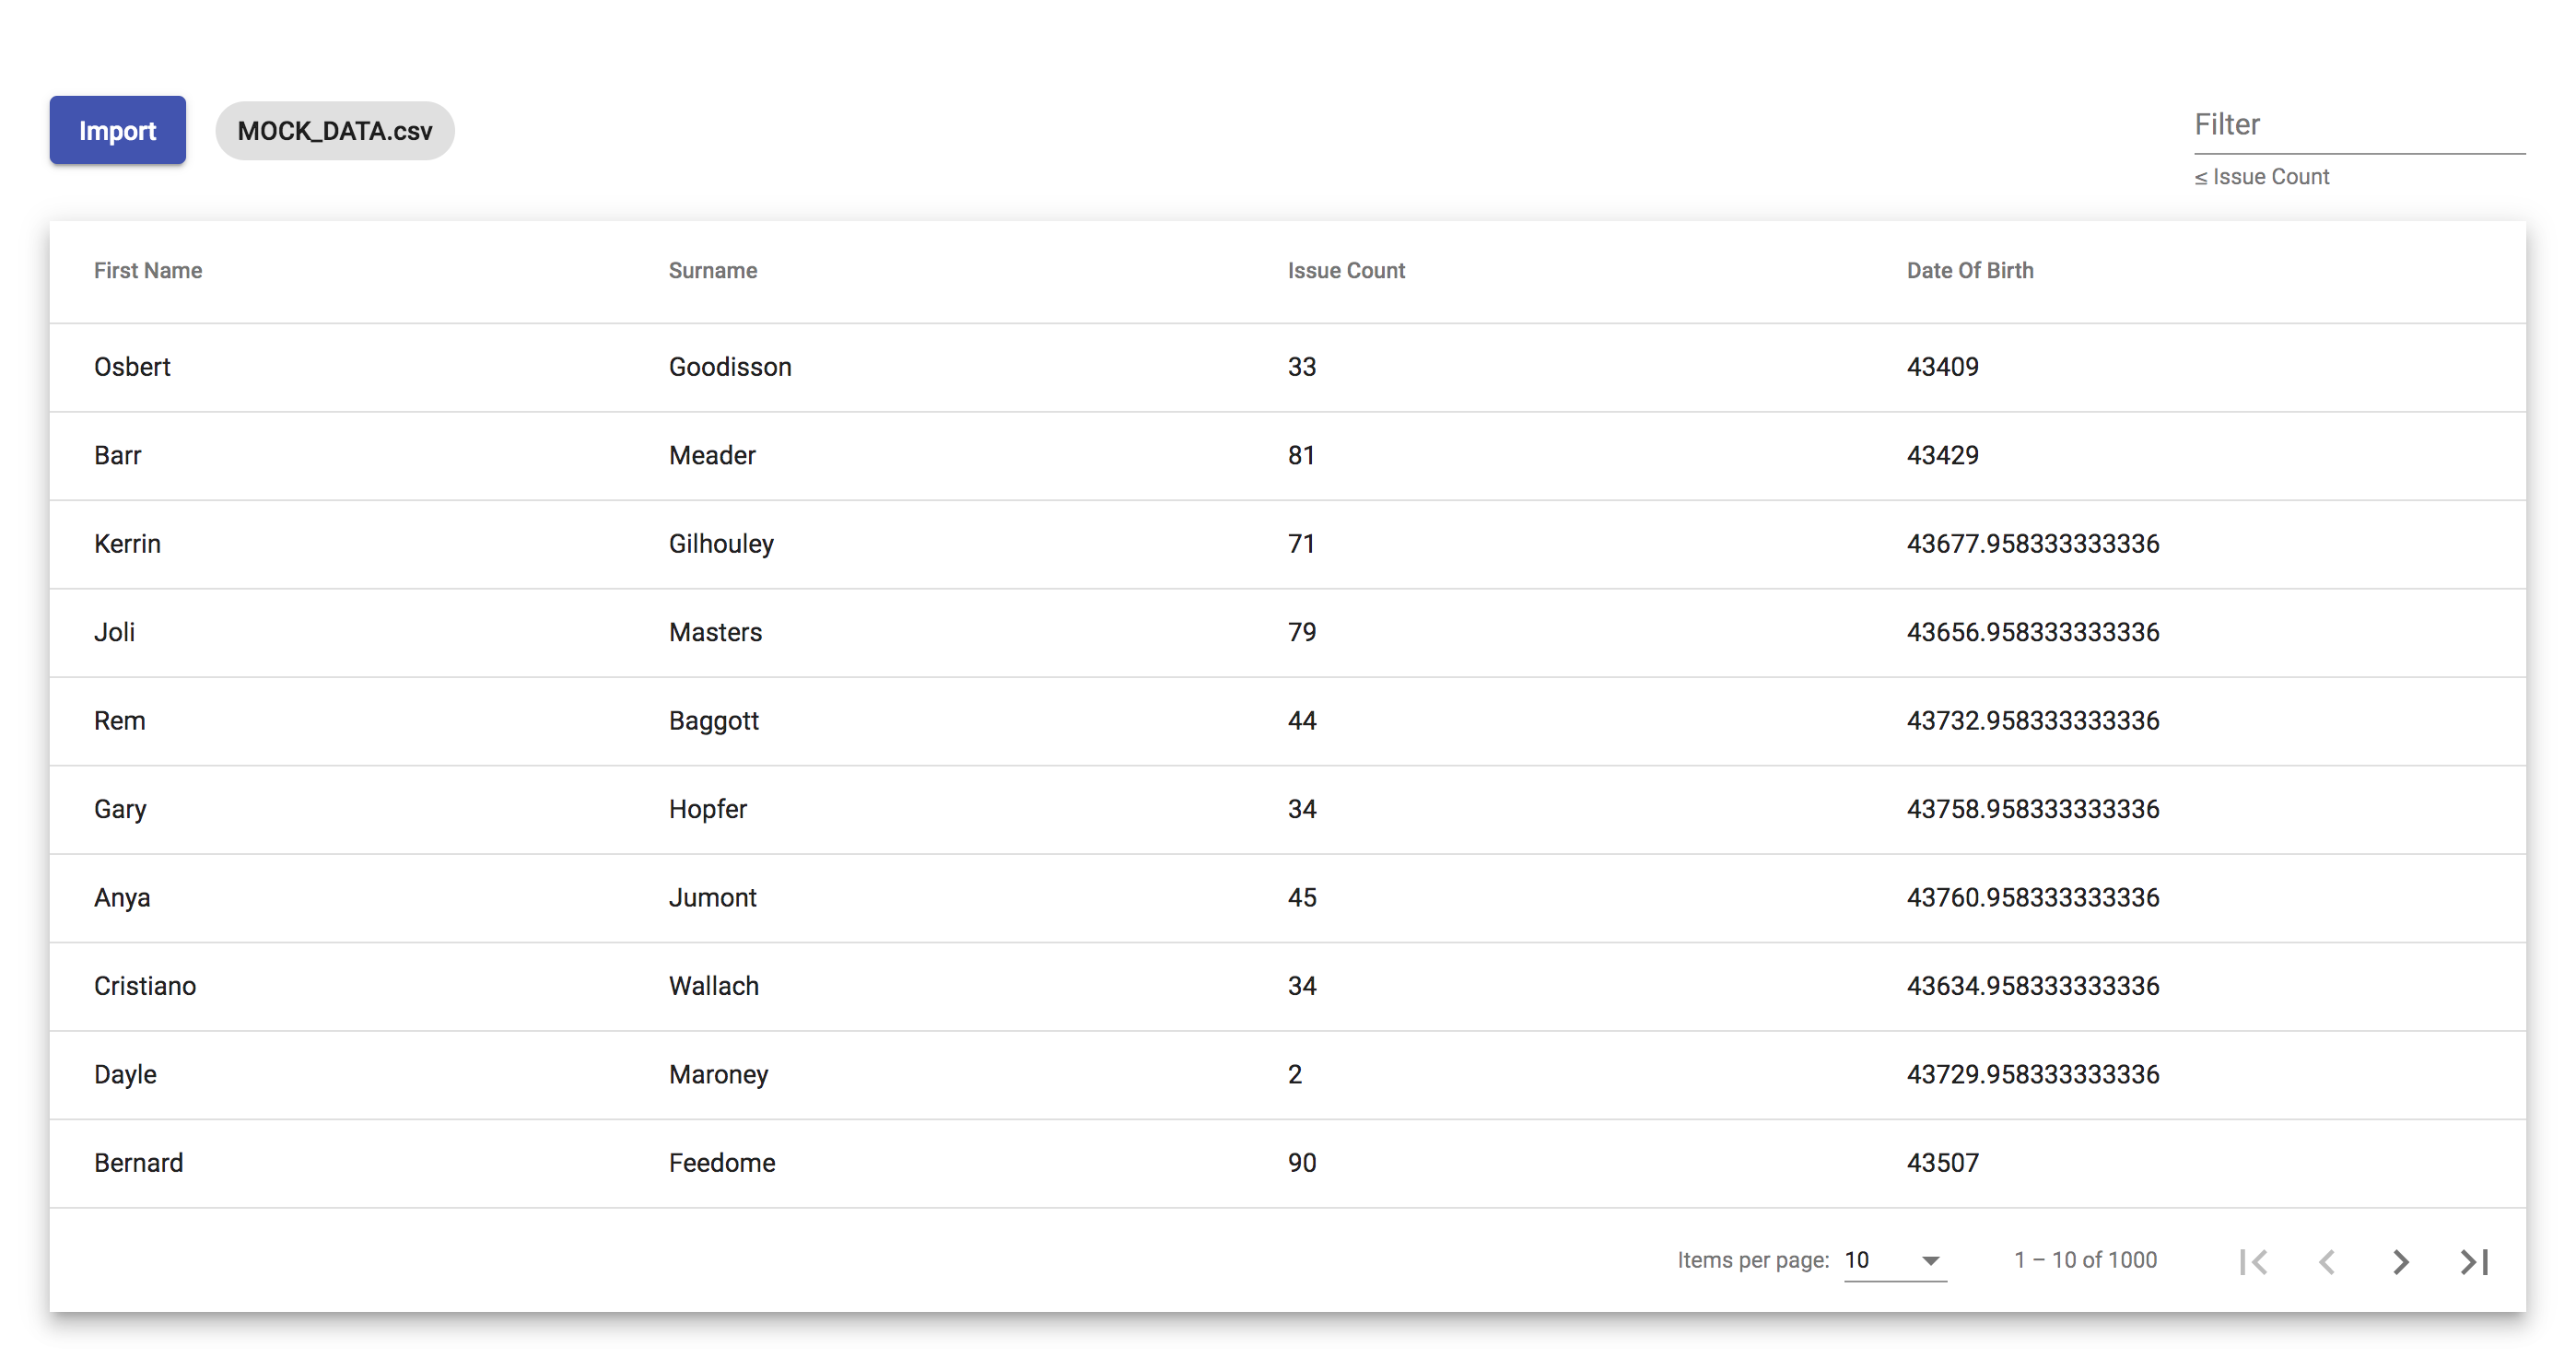 Import MOCK_DATA.csv Filter
≤ Issue Count
First Name Surname Issue Count Date Of Birth
Osbert Goodisson 33 43409
Barr Meader 81 43429
Kerrin Gilhouley 71 43677.958333333336
Joli Masters 79 43656.958333333336
Rem Baggott 44 43732.958333333336
Gary Hopfer 34 43758.958333333336
Anya Jumont 45 43760.958333333336
Cristiano Wallach 34 43634.958333333336
Dayle Maroney 2 43729.958333333336
Bernard Feedome 90 43507
Items per page: 10 1 – 10 of 1000